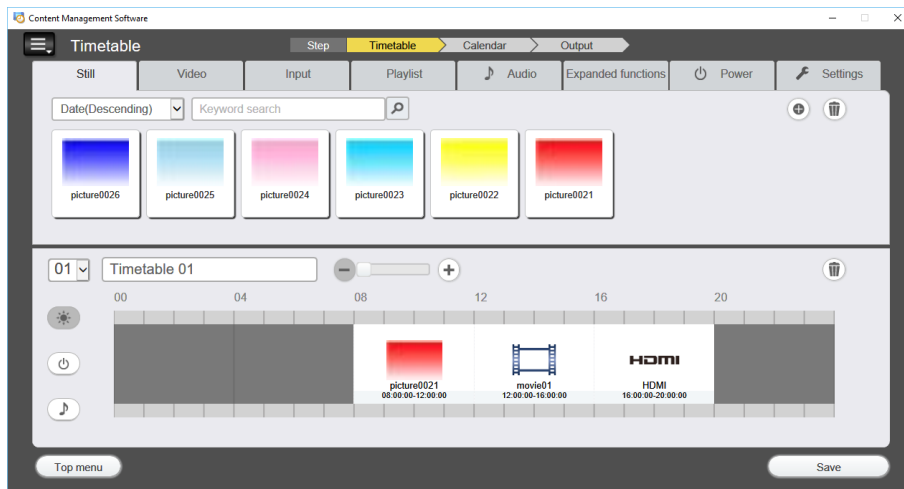 Content Management Software
Timetable
Step Timetable Calendar Output
Still Video Input Playlist Audio Expanded functions Power Settings
Date(Descending) Keyword search
picture0026 picture0025 picture0024 picture0023 picture0022 picture0021
01 Timetable 01
00 04 08 12 16 20
HDMI
picture0021 movie01 HDMI
08:00:00-12:00:00 12:00:00-16:00:00 16:00:00-20:00:00
Top menu Save